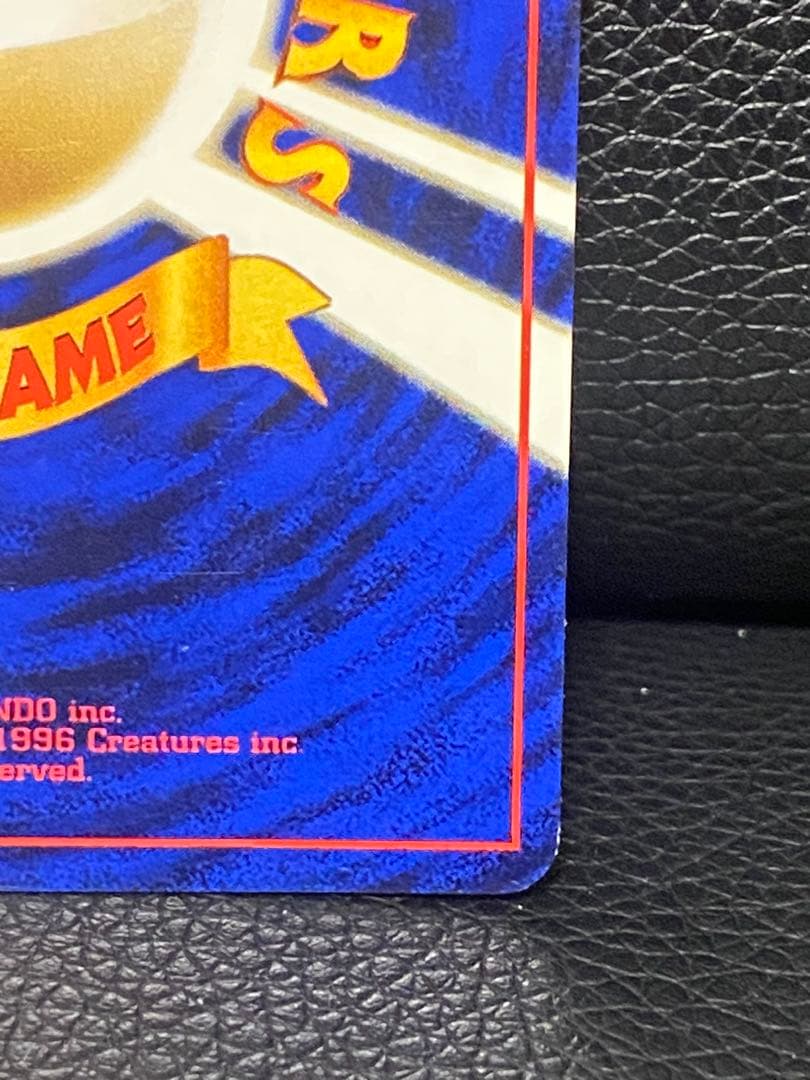 RS
AME
NDO inc.
1996 Creatures inc
erved.